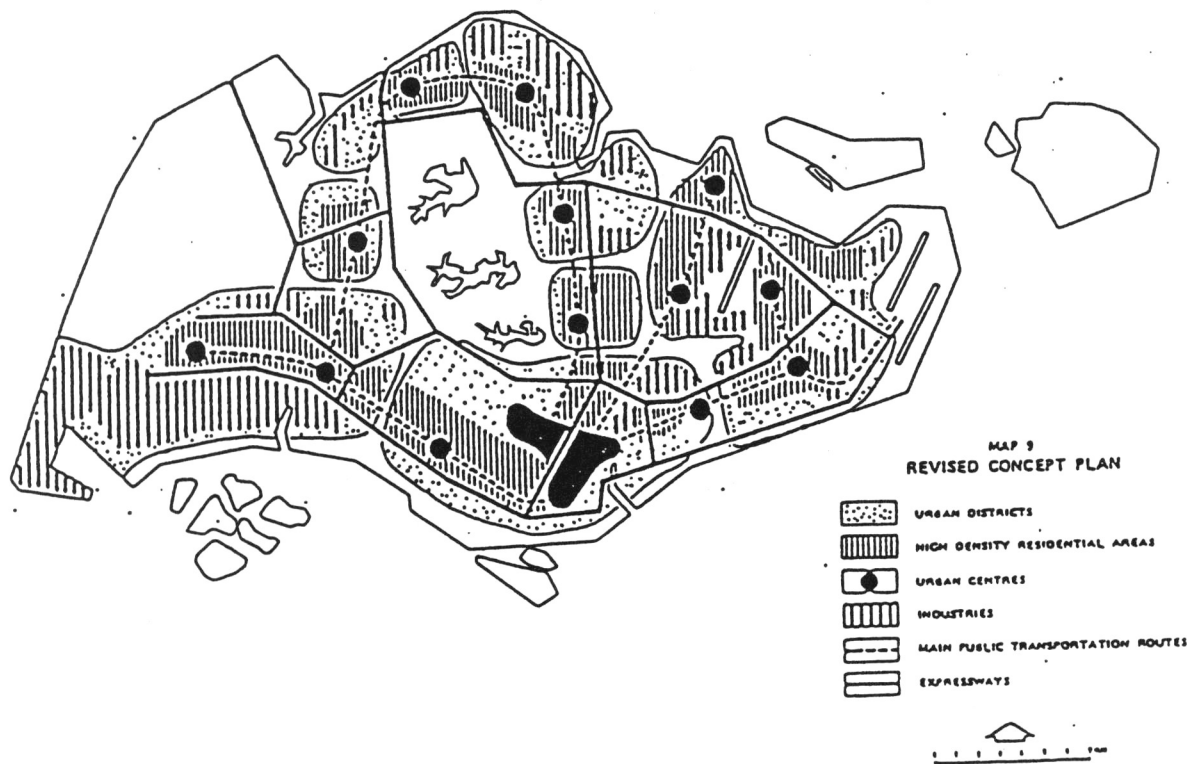 MAP 9
REVISED CONCEPT PLAN
URBAN DISTRICTS
HIGH DENSITY RESIDENTIAL AREAS
URBAN CENTRES
INDUSTRIES
MAIN PUBLIC TRANSPORTATION ROUTES
EXPRESSWAYS